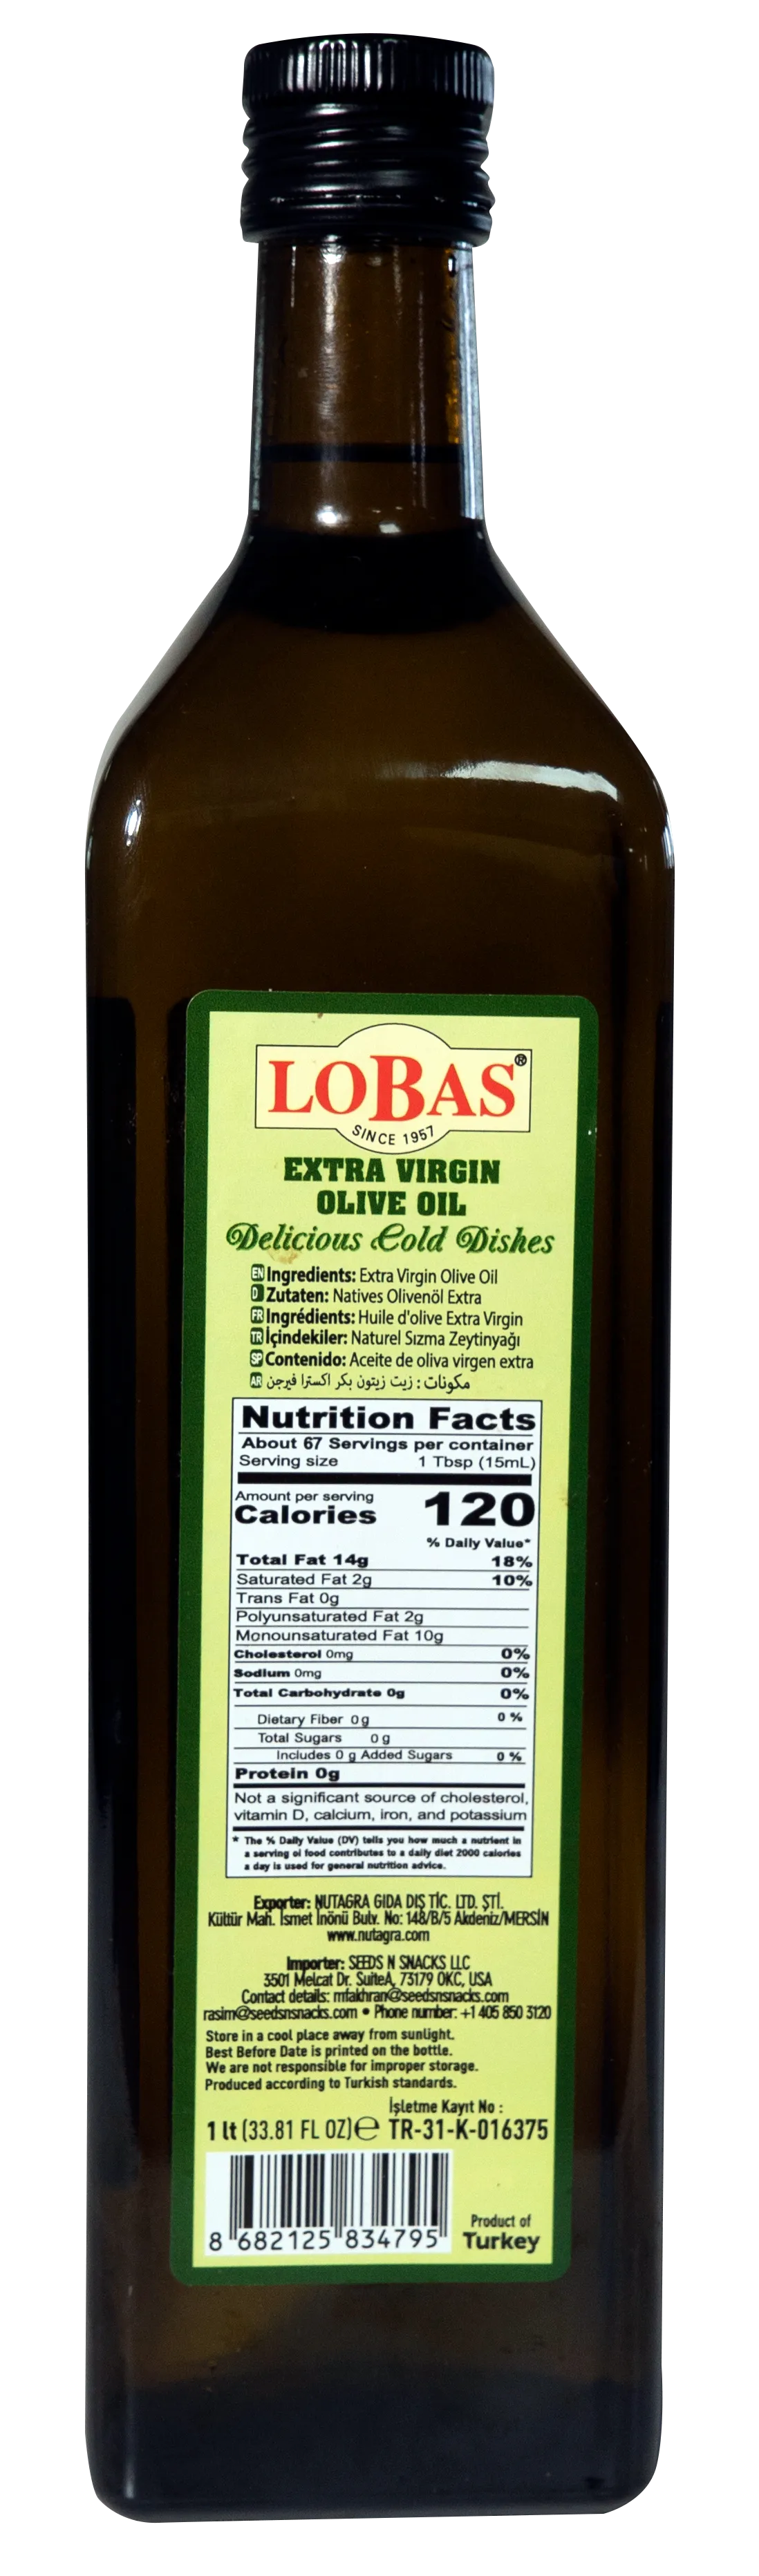 LOBAS®
SINCE 1957
EXTRA VIRGIN
OLIVE OIL
Delicious Cold Dishes
EN Ingredients: Extra Virgin Olive Oil
D Zutaten: Natives Olivenöl Extra
FR Ingrédients: Huile d'olive Extra Virgin
TR İçindekiler: Naturel Sızma Zeytinyağı
SP Contenido: Aceite de oliva virgen extra
AR مكونات : زيت زيتون بكر اكسترا فيرجن
Nutrition Facts
About 67 Servings per container
Serving size 1 Tbsp (15mL)
Amount per serving
Calories 120
% Daily Value*
Total Fat 14g 18%
Saturated Fat 2g 10%
Trans Fat 0g
Polyunsaturated Fat 2g
Monounsaturated Fat 10g
Cholesterol 0mg 0%
Sodium 0mg 0%
Total Carbohydrate 0g 0%
Dietary Fiber 0 g 0 %
Total Sugars 0 g
Includes 0 g Added Sugars 0 %
Protein 0g
Not a significant source of cholesterol,
vitamin D, calcium, iron, and potassium
* The % Daily Value (DV) tells you how much a nutrient in
a serving of food contributes to a daily diet 2000 calories
a day is used for general nutrition advice.
Exporter: NUTAGRA GIDA DIŞ TİC. LTD. ŞTİ.
Kültür Mah. İsmet İnönü Bulv. No: 148/B/5 Akdeniz/MERSİN
www.nutagra.com
Importer: SEEDS N SNACKS LLC
3501 Melcat Dr. SuiteA, 73179 OKC, USA
Contact details: mfakhran@seedsnsnacks.com
rasim@seedsnsnacks.com • Phone number: +1 405 850 3120
Store in a cool place away from sunlight.
Best Before Date is printed on the bottle.
We are not responsible for improper storage.
Produced according to Turkish standards.
İşletme Kayıt No :
1 lt (33.81 FL OZ)℮ TR-31-K-016375
8 682125 834795
Product of
Turkey